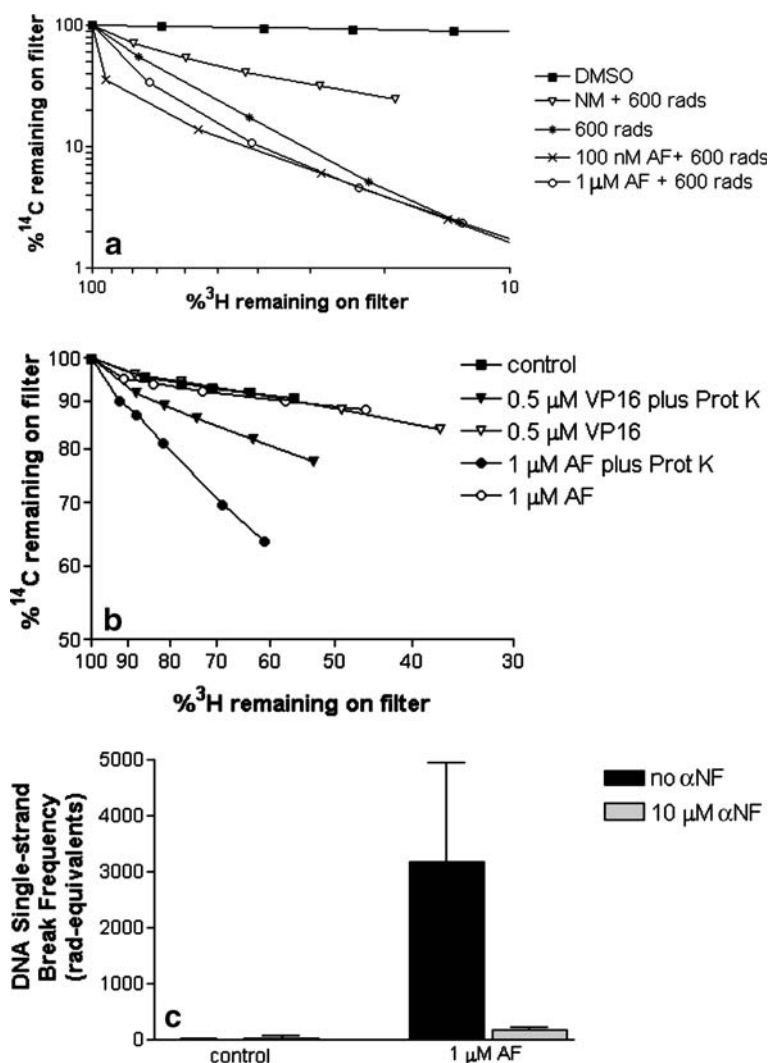 100
10
1
%14C remaining on filter
a
100
10
%3H remaining on filter
DMSO
NM + 600 rads
600 rads
100 nM AF+ 600 rads
1 µM AF + 600 rads
100
90
80
70
60
50
%14C remaining on filter
b
100 90 80 70 60 50 40 30
%3H remaining on filter
control
0.5 µM VP16 plus Prot K
0.5 µM VP16
1 µM AF plus Prot K
1 µM AF
5000
4000
3000
2000
1000
0
DNA Single-strand
Break Frequency
(rad-equivalents)
c
control
1 µM AF
no αNF
10 µM αNF